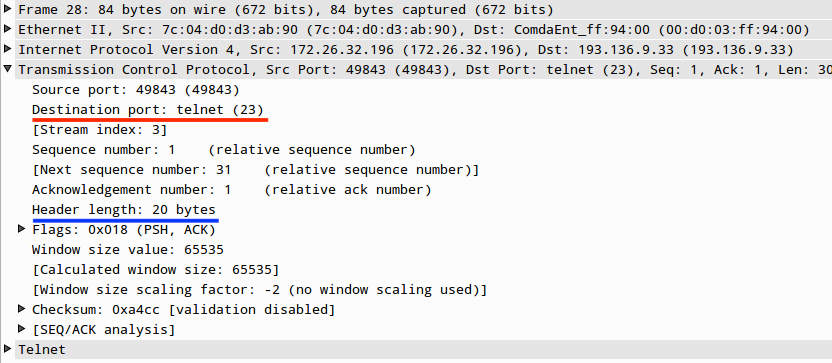 Frame 28: 84 bytes on wire (672 bits), 84 bytes captured (672 bits)
Ethernet II, Src: 7c:04:d0:d3:ab:90 (7c:04:d0:d3:ab:90), Dst: ComdaEnt_ff:94:00 (00:d0:03:ff:94:00)
Internet Protocol Version 4, Src: 172.26.32.196 (172.26.32.196), Dst: 193.136.9.33 (193.136.9.33)
Transmission Control Protocol, Src Port: 49843 (49843), Dst Port: telnet (23), Seq: 1, Ack: 1, Len: 30
Source port: 49843 (49843)
Destination port: telnet (23)
[Stream index: 3]
Sequence number: 1    (relative sequence number)
[Next sequence number: 31    (relative sequence number)]
Acknowledgement number: 1    (relative ack number)
Header length: 20 bytes
Flags: 0x018 (PSH, ACK)
Window size value: 65535
[Calculated window size: 65535]
[Window size scaling factor: -2 (no window scaling used)]
Checksum: 0xa4cc [validation disabled]
[SEQ/ACK analysis]
Telnet